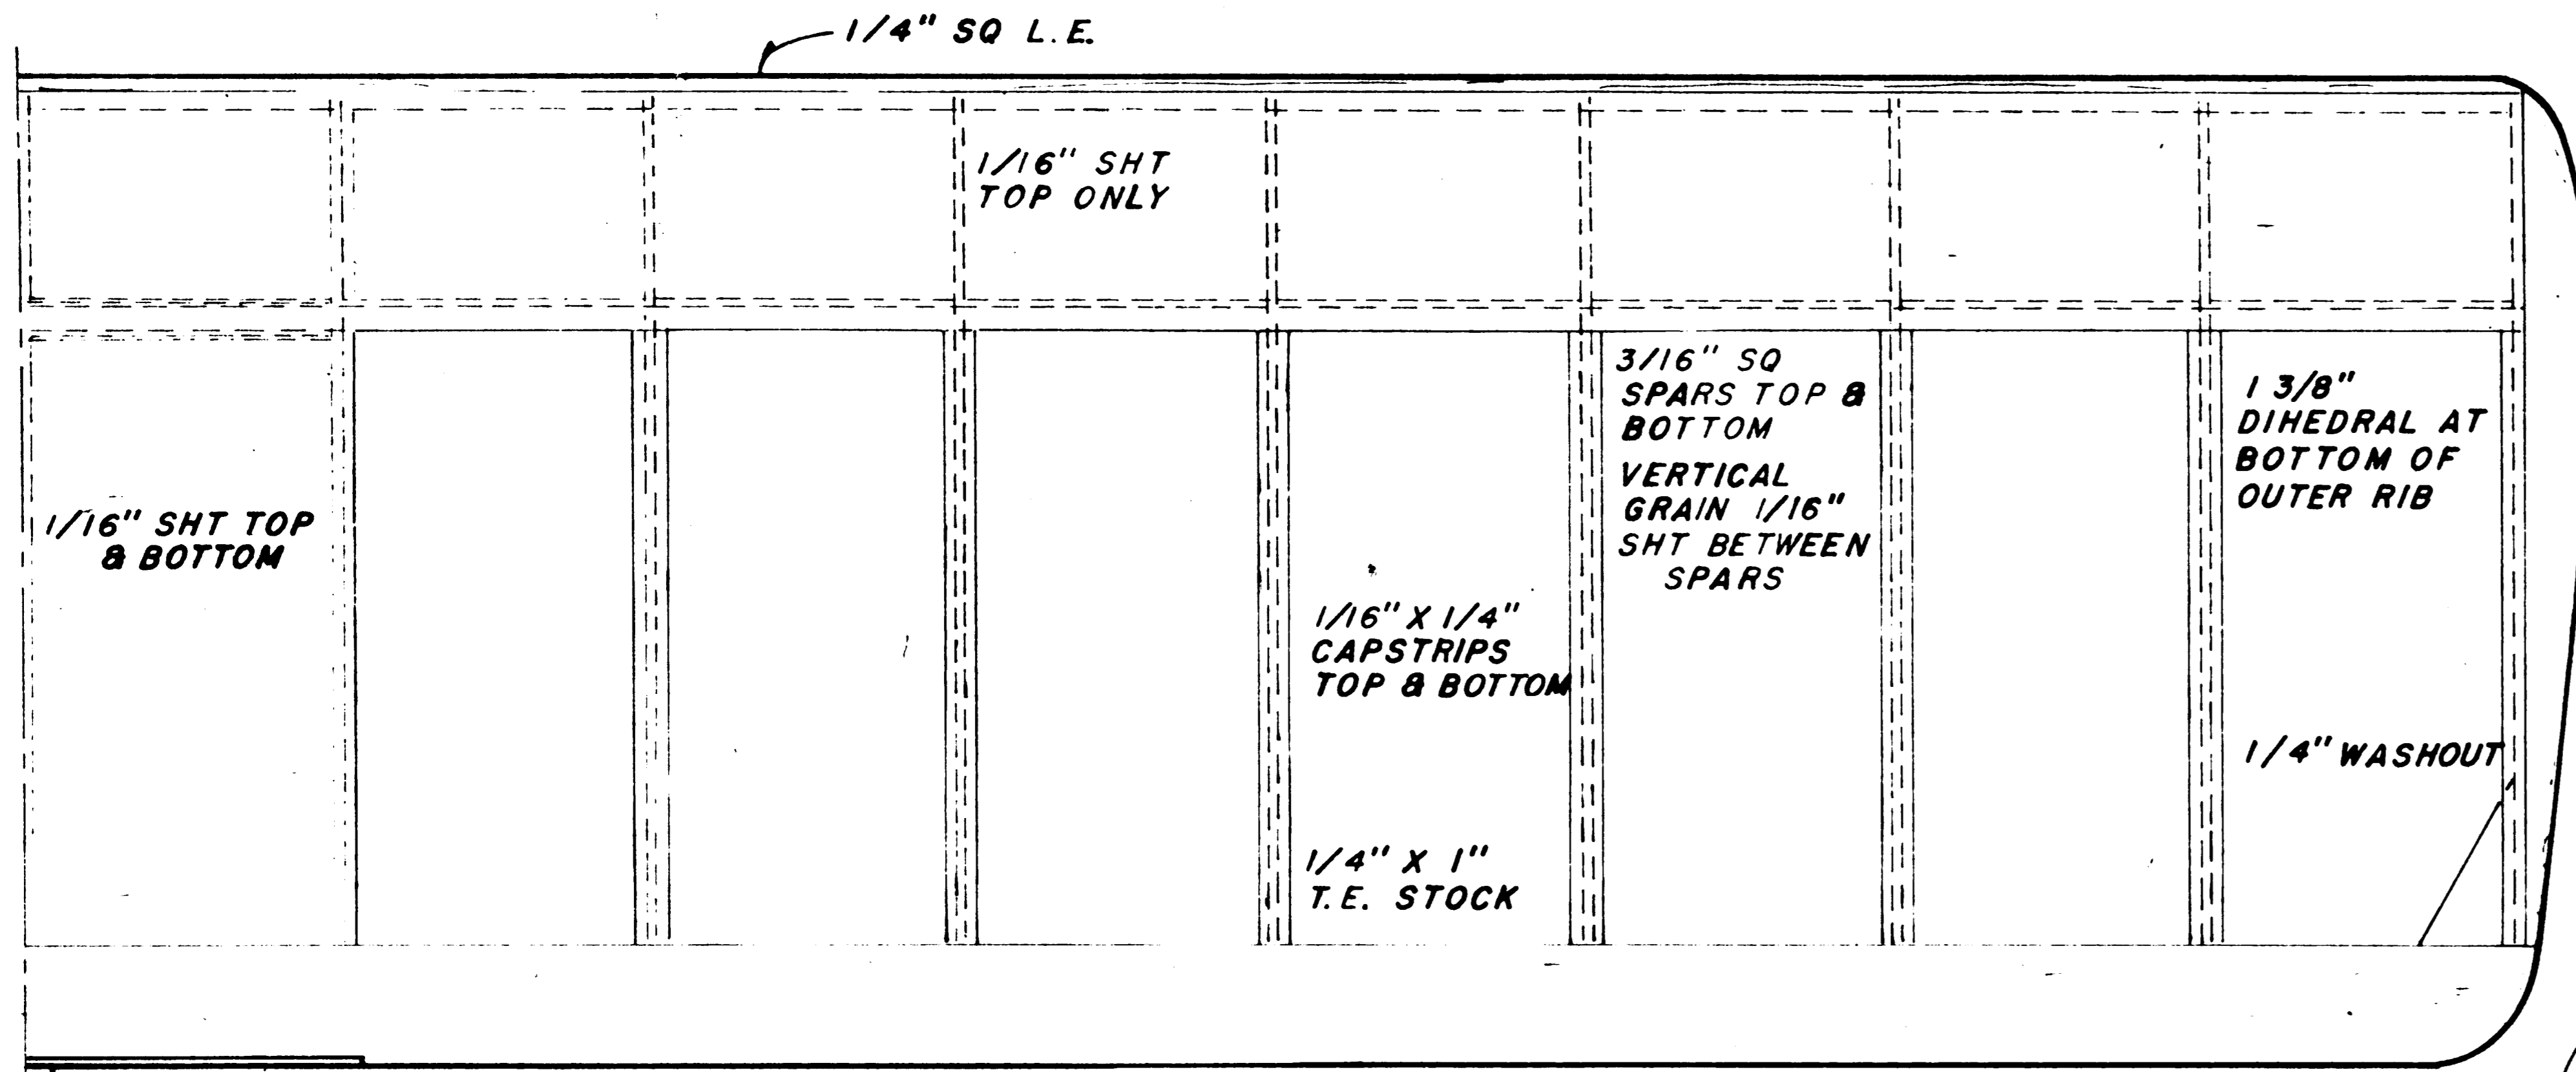 1/4" SQ L.E.
1/16" SHT
TOP ONLY
3/16" SQ
SPARS TOP &
BOTTOM
VERTICAL
GRAIN 1/16"
SHT BETWEEN
SPARS
1 3/8"
DIHEDRAL AT
BOTTOM OF
OUTER RIB
1/16" SHT TOP
& BOTTOM
1/16" X 1/4"
CAPSTRIPS
TOP & BOTTOM
1/4" WASHOUT
1/4" X 1"
T.E. STOCK